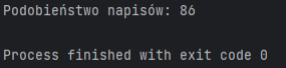 Podobieństwo napisów: 86
Process finished with exit code 0